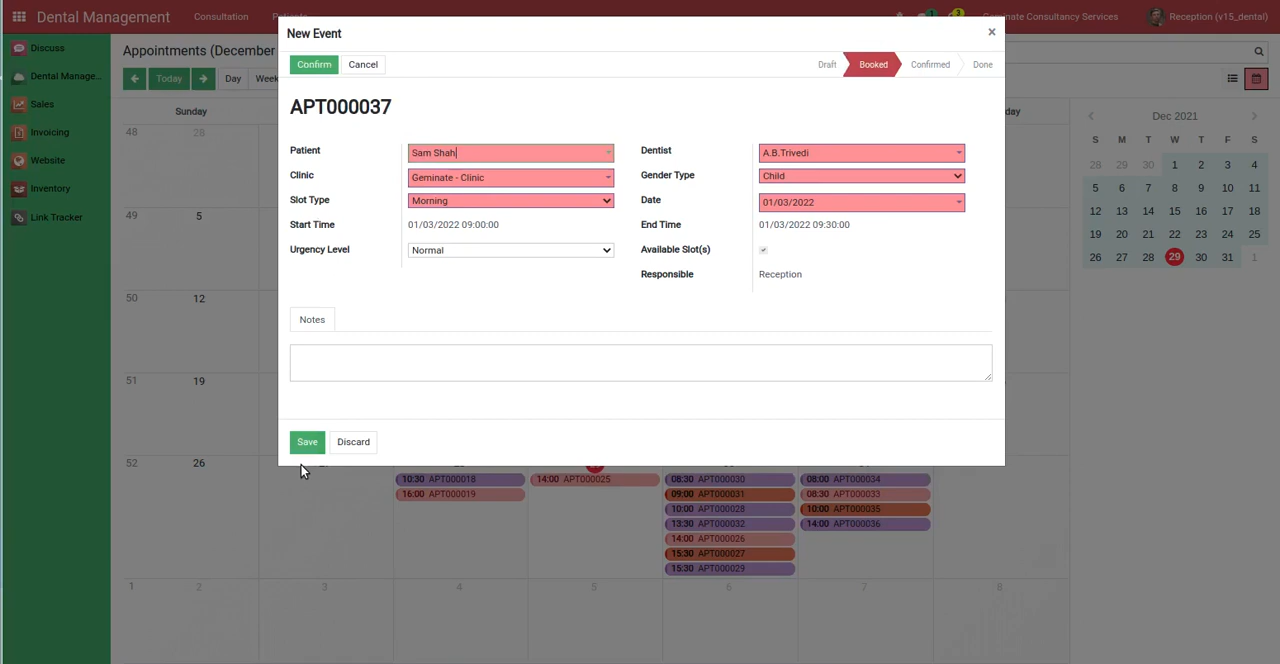 Dental Management
Consultation
1
3
Geminate Consultancy Services
Reception (v15_dental)
Discuss
Dental Manage...
Sales
Invoicing
Website
Inventory
Link Tracker
Appointments (December
Today
Day
Week
New Event
×
Confirm
Cancel
Draft
Booked
Confirmed
Done
APT000037
Patient
Sam Shah
Dentist
A.B.Trivedi
Clinic
Geminate - Clinic
Gender Type
Child
Slot Type
Morning
Date
01/03/2022
Start Time
01/03/2022 09:00:00
End Time
01/03/2022 09:30:00
Urgency Level
Normal
Available Slot(s)
Responsible
Reception
Notes
Save
Discard
Sunday
day
48 28
49 5
50 12
51 19
52 26
10:30 APT000018
16:00 APT000019
14:00 APT000025
08:30 APT000030
09:00 APT000031
10:00 APT000028
13:30 APT000032
14:00 APT000026
15:30 APT000027
15:30 APT000029
08:00 APT000034
08:30 APT000033
10:00 APT000035
14:00 APT000036
1 2 3 4 5 6 7 8
Dec 2021
S M T W T F S
28 29 30 1 2 3 4
5 6 7 8 9 10 11
12 13 14 15 16 17 18
19 20 21 22 23 24 25
26 27 28 29 30 31 1